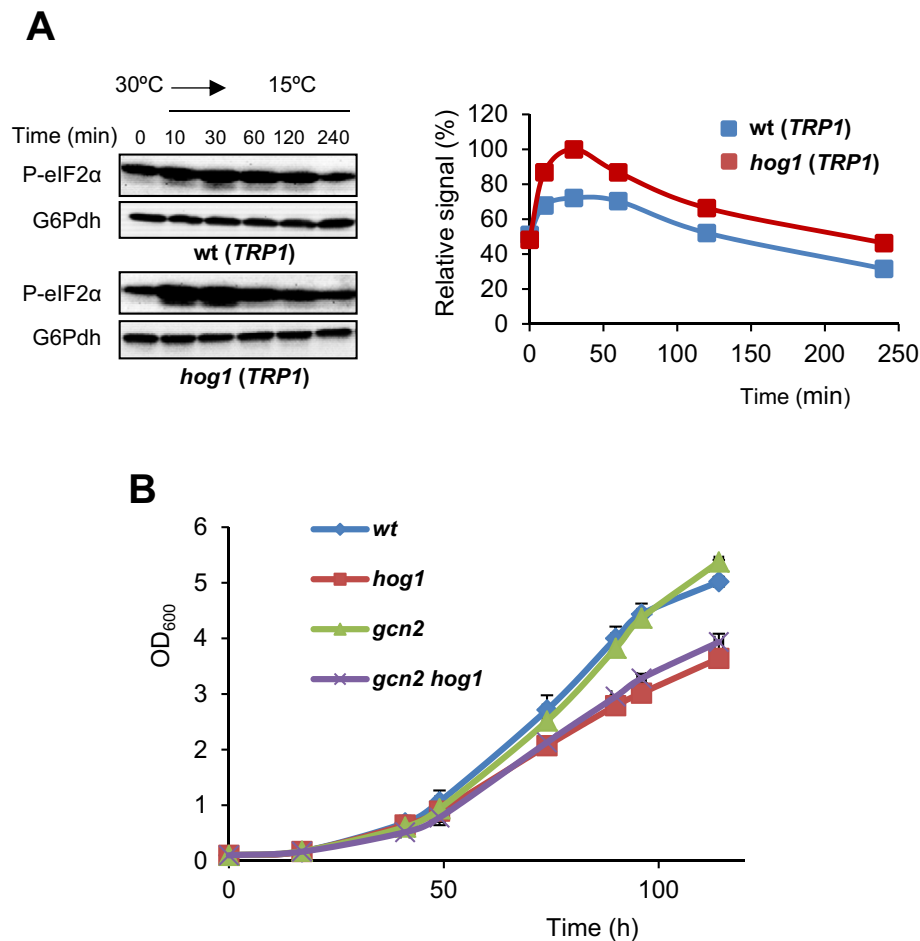 A
30ºC 15ºC
Time (min) 0 10 30 60 120 240
P-eIF2α
G6Pdh
wt (TRP1)
P-eIF2α
G6Pdh
hog1 (TRP1)
Relative signal (%)
120
100
80
60
40
20
0
0 50 100 150 200 250
Time (min)
wt (TRP1)
hog1 (TRP1)
B
OD600
6
5
4
3
2
1
0
0 50 100
Time (h)
wt
hog1
gcn2
gcn2 hog1